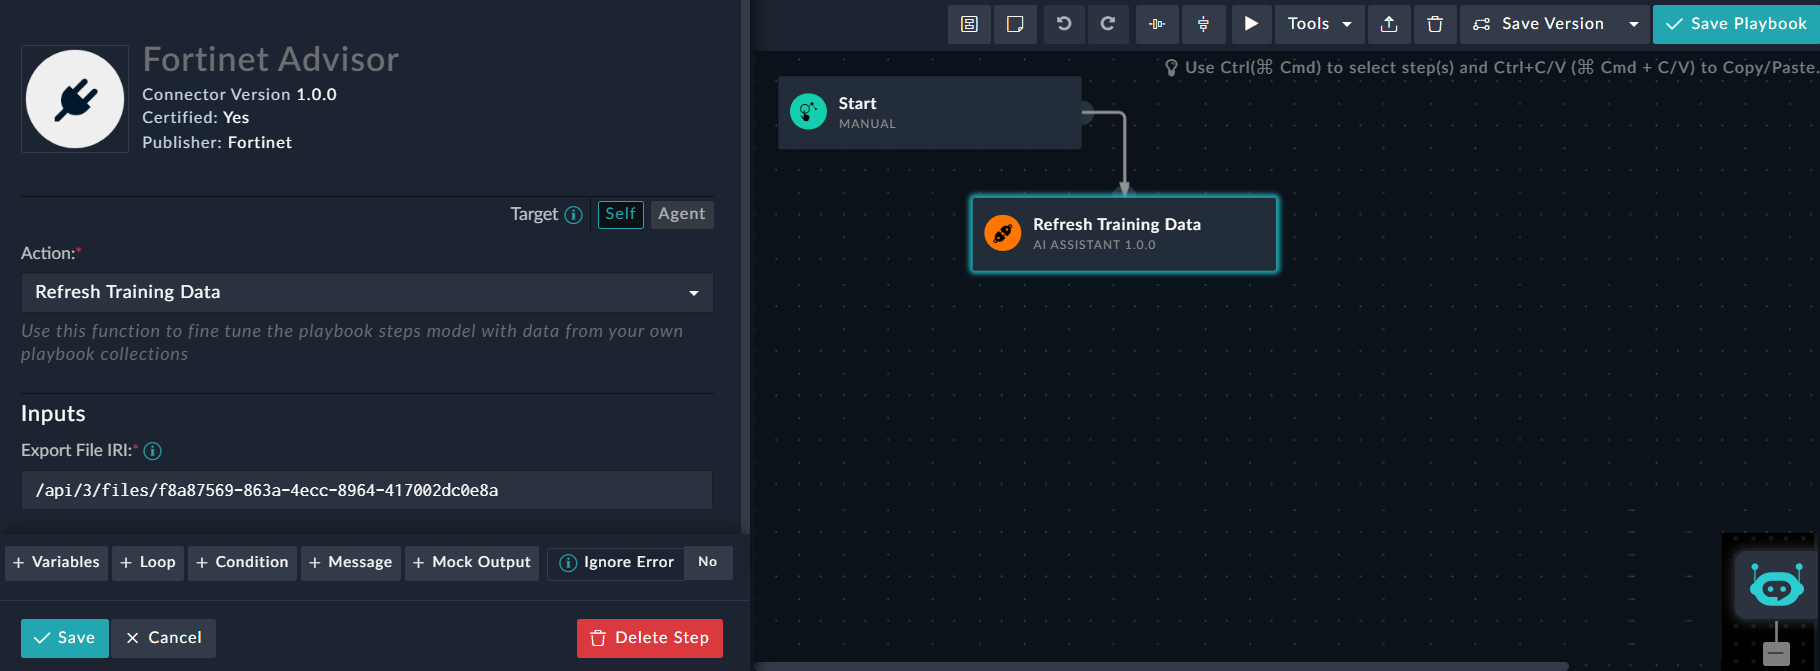 Fortinet Advisor
Connector Version 1.0.0
Certified: Yes
Publisher: Fortinet
Target
Self
Agent
Action:*
Refresh Training Data
Use this function to fine tune the playbook steps model with data from your own
playbook collections
Inputs
Export File IRI:*
/api/3/files/f8a87569-863a-4ecc-8964-417002dc0e8a
+ Variables
+ Loop
+ Condition
+ Message
+ Mock Output
Ignore Error
No
Save
Cancel
Delete Step
Tools
Save Version
Save Playbook
Use Ctrl(⌘ Cmd) to select step(s) and Ctrl+C/V (⌘ Cmd + C/V) to Copy/Paste.
Start
MANUAL
Refresh Training Data
AI ASSISTANT 1.0.0